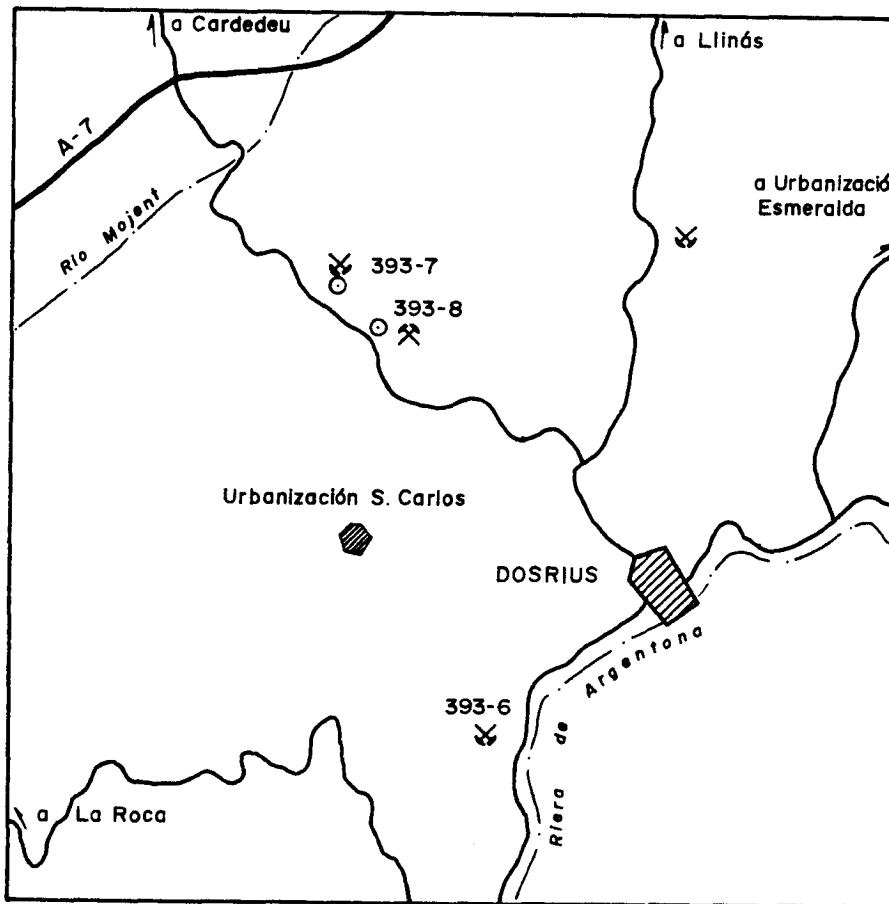 a Cardedeu
a Llinás
A-7
Río Mojent
a Urbanizació
Esmeralda
393-7
393-8
Urbanización S. Carlos
DOSRIUS
Riera de Argentona
393-6
a La Roca